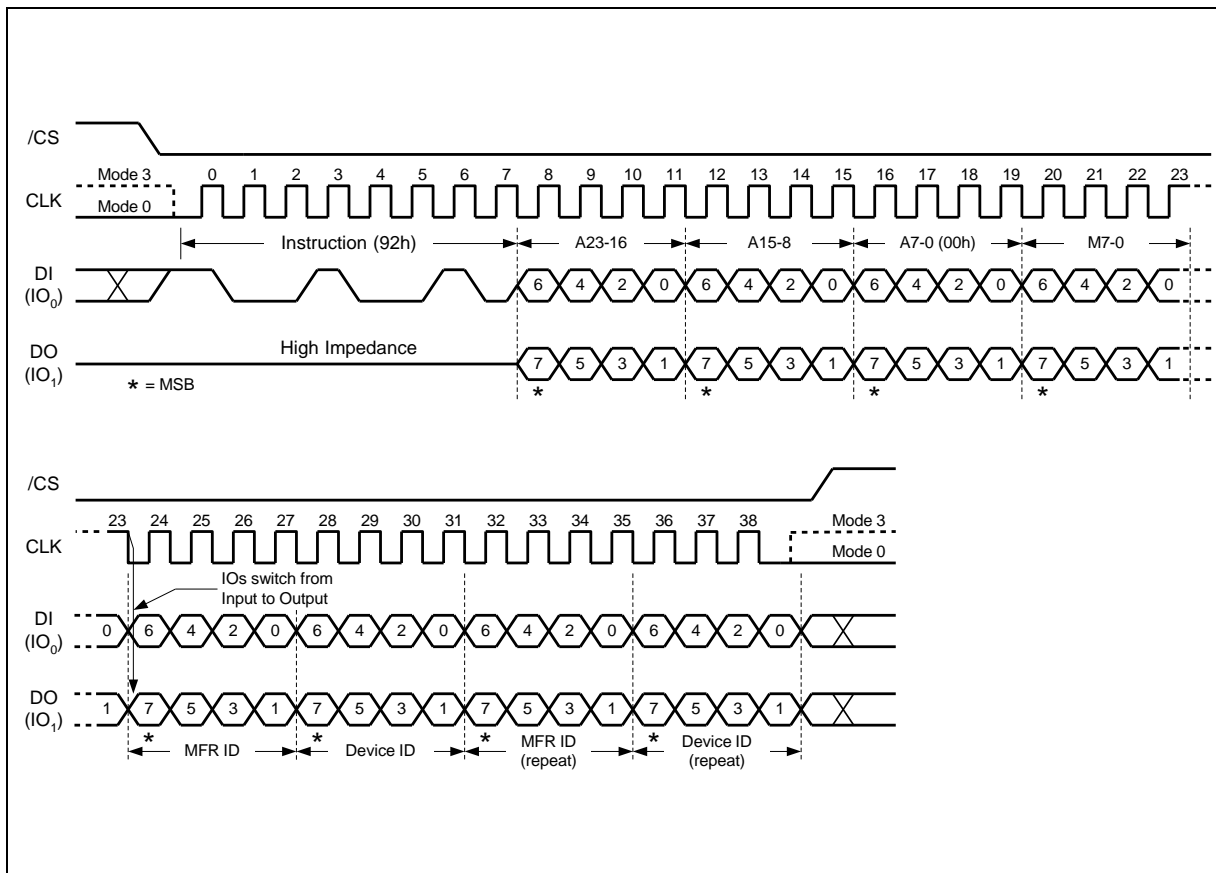 /CS
Mode 3 0 1 2 3 4 5 6 7 8 9 10 11 12 13 14 15 16 17 18 19 20 21 22 23
CLK Mode 0
Instruction (92h) A23-16 A15-8 A7-0 (00h) M7-0
DI
(IO0) 6 4 2 0 6 4 2 0 6 4 2 0 6 4 2 0
High Impedance
DO
(IO1) 7 5 3 1 7 5 3 1 7 5 3 1 7 5 3 1
* = MSB * * * *
/CS
23 24 25 26 27 28 29 30 31 32 33 34 35 36 37 38 Mode 3
CLK Mode 0
IOs switch from
Input to Output
DI
(IO0) 0 6 4 2 0 6 4 2 0 6 4 2 0 6 4 2 0
DO
(IO1) 1 7 5 3 1 7 5 3 1 7 5 3 1 7 5 3 1
* * * *
MFR ID Device ID MFR ID
(repeat) Device ID
(repeat)